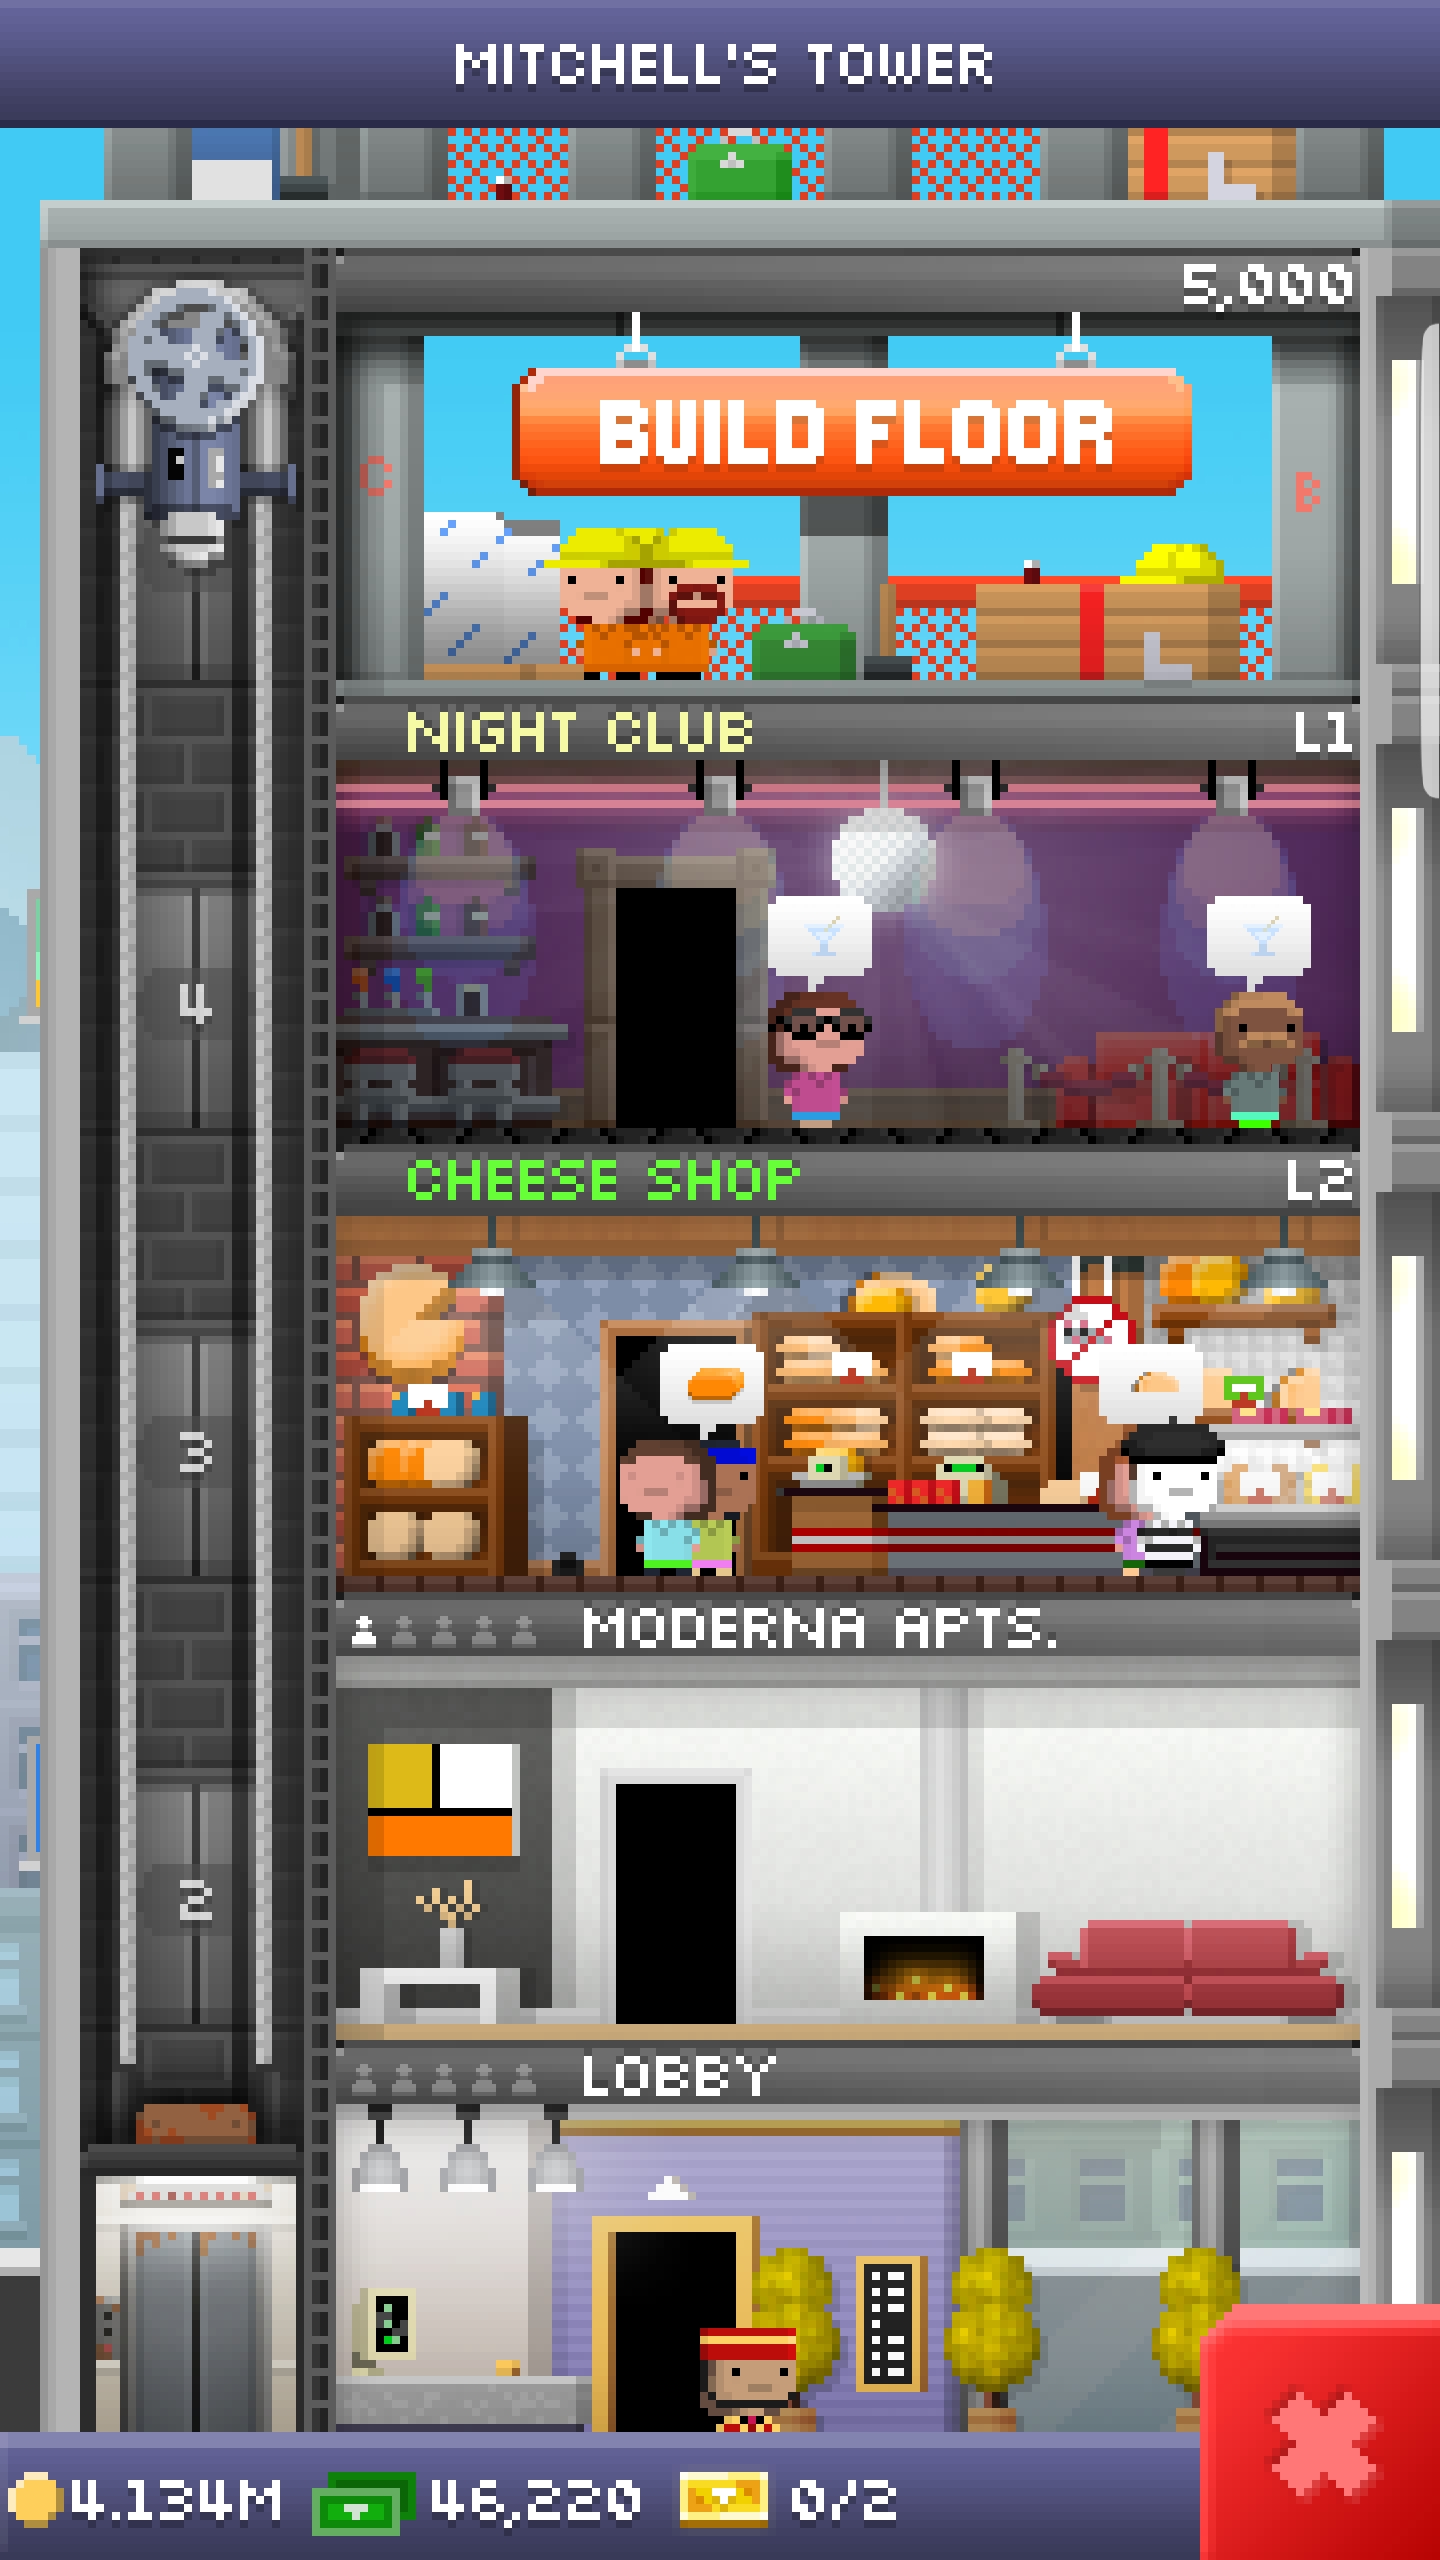 MITCHELL'S TOWER
5,000
BUILD FLOOR
C
B
NIGHT CLUB L1
4
CHEESE SHOP L2
3
MODERNA APTS.
2
LOBBY
4.134M 46,220 0/2